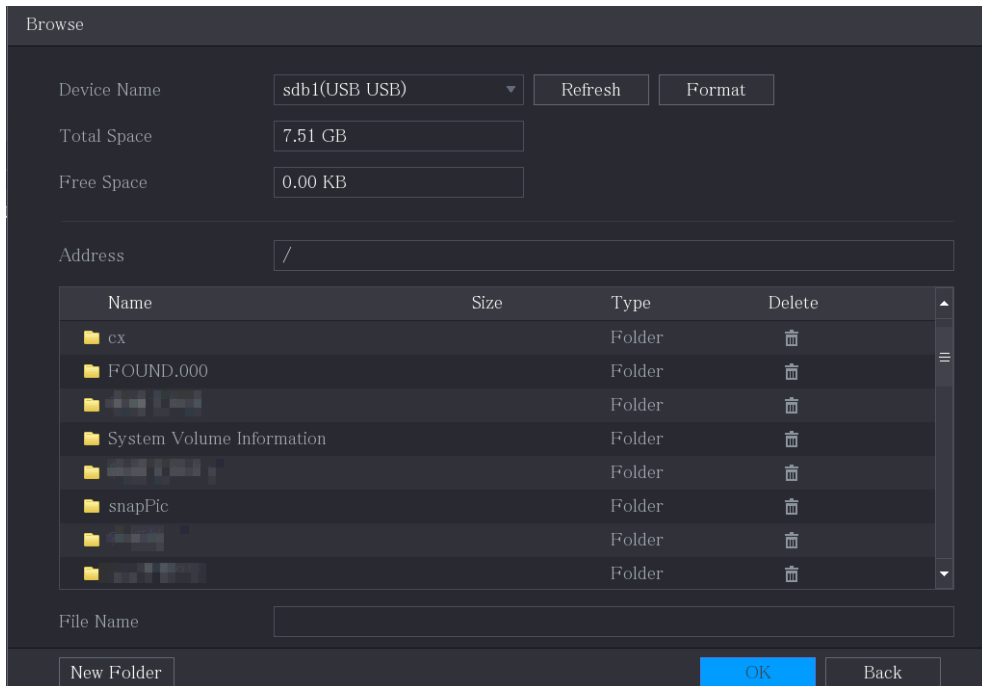 Browse
Device Name sdb1(USB USB) Refresh Format
Total Space 7.51 GB
Free Space 0.00 KB
Address /
Name Size Type Delete
cx Folder
FOUND.000 Folder
Folder
System Volume Information Folder
Folder
snapPic Folder
Folder
Folder
File Name
New Folder OK Back